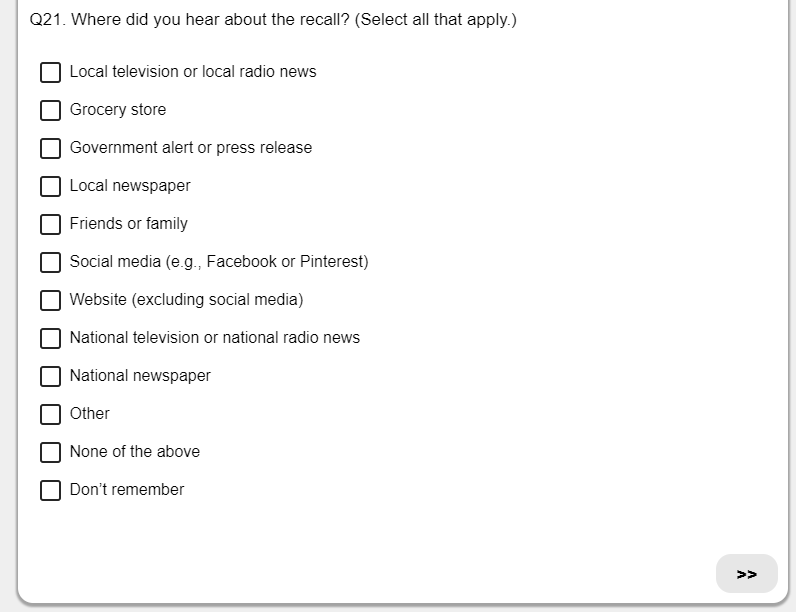 Q21. Where did you hear about the recall? (Select all that apply.)
Local television or local radio news
Grocery store
Government alert or press release
Local newspaper
Friends or family
Social media (e.g., Facebook or Pinterest)
Website (excluding social media)
National television or national radio news
National newspaper
Other
None of the above
Don’t remember
>>